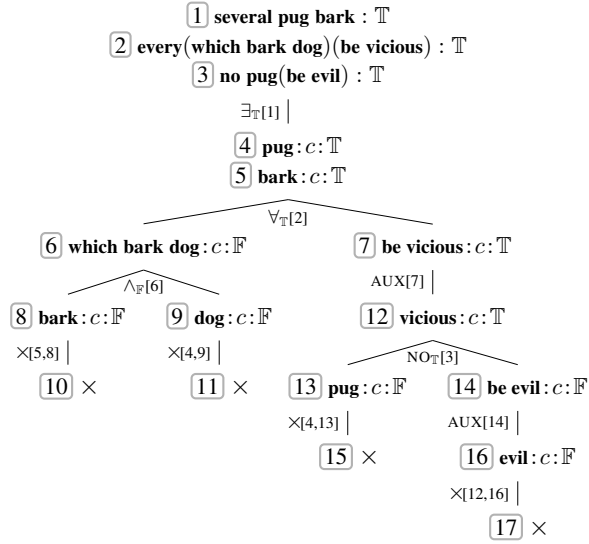 1 several pug bark : 𝕋
2 every(which bark dog)(be vicious) : 𝕋
3 no pug(be evil) : 𝕋
∃𝕋[1]
4 pug : c : 𝕋
5 bark : c : 𝕋
∀𝕋[2]
6 which bark dog : c : 𝔽 7 be vicious : c : 𝕋
∧𝔽[6] AUX[7]
8 bark : c : 𝔽 9 dog : c : 𝔽 12 vicious : c : 𝕋
×[5,8] ×[4,9] NO𝕋[3]
10 × 11 × 13 pug : c : 𝔽 14 be evil : c : 𝔽
×[4,13] AUX[14]
15 × 16 evil : c : 𝔽
×[12,16]
17 ×